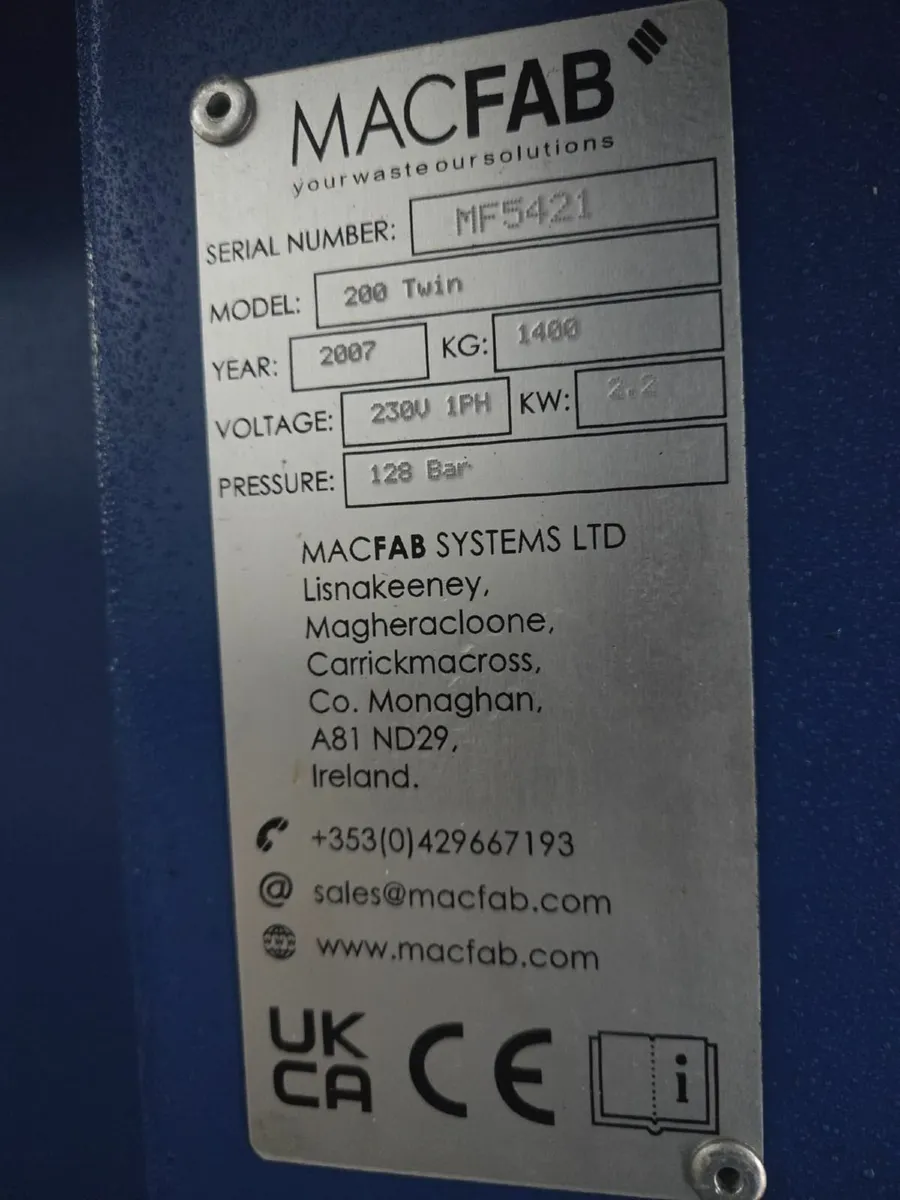 MACFAB
yourwasteoursolutions
SERIAL NUMBER: MF5421
MODEL: 200 Twin
YEAR: 2007 KG: 1400
VOLTAGE: 230V 1PH KW: 2.2
PRESSURE: 128 Bar
MACFAB SYSTEMS LTD
Lisnakeeney,
Magheracloone,
Carrickmacross,
Co. Monaghan,
A81 ND29,
Ireland.
+353(0)429667193
@ sales@macfab.com
www www.macfab.com
UK
CA CE i